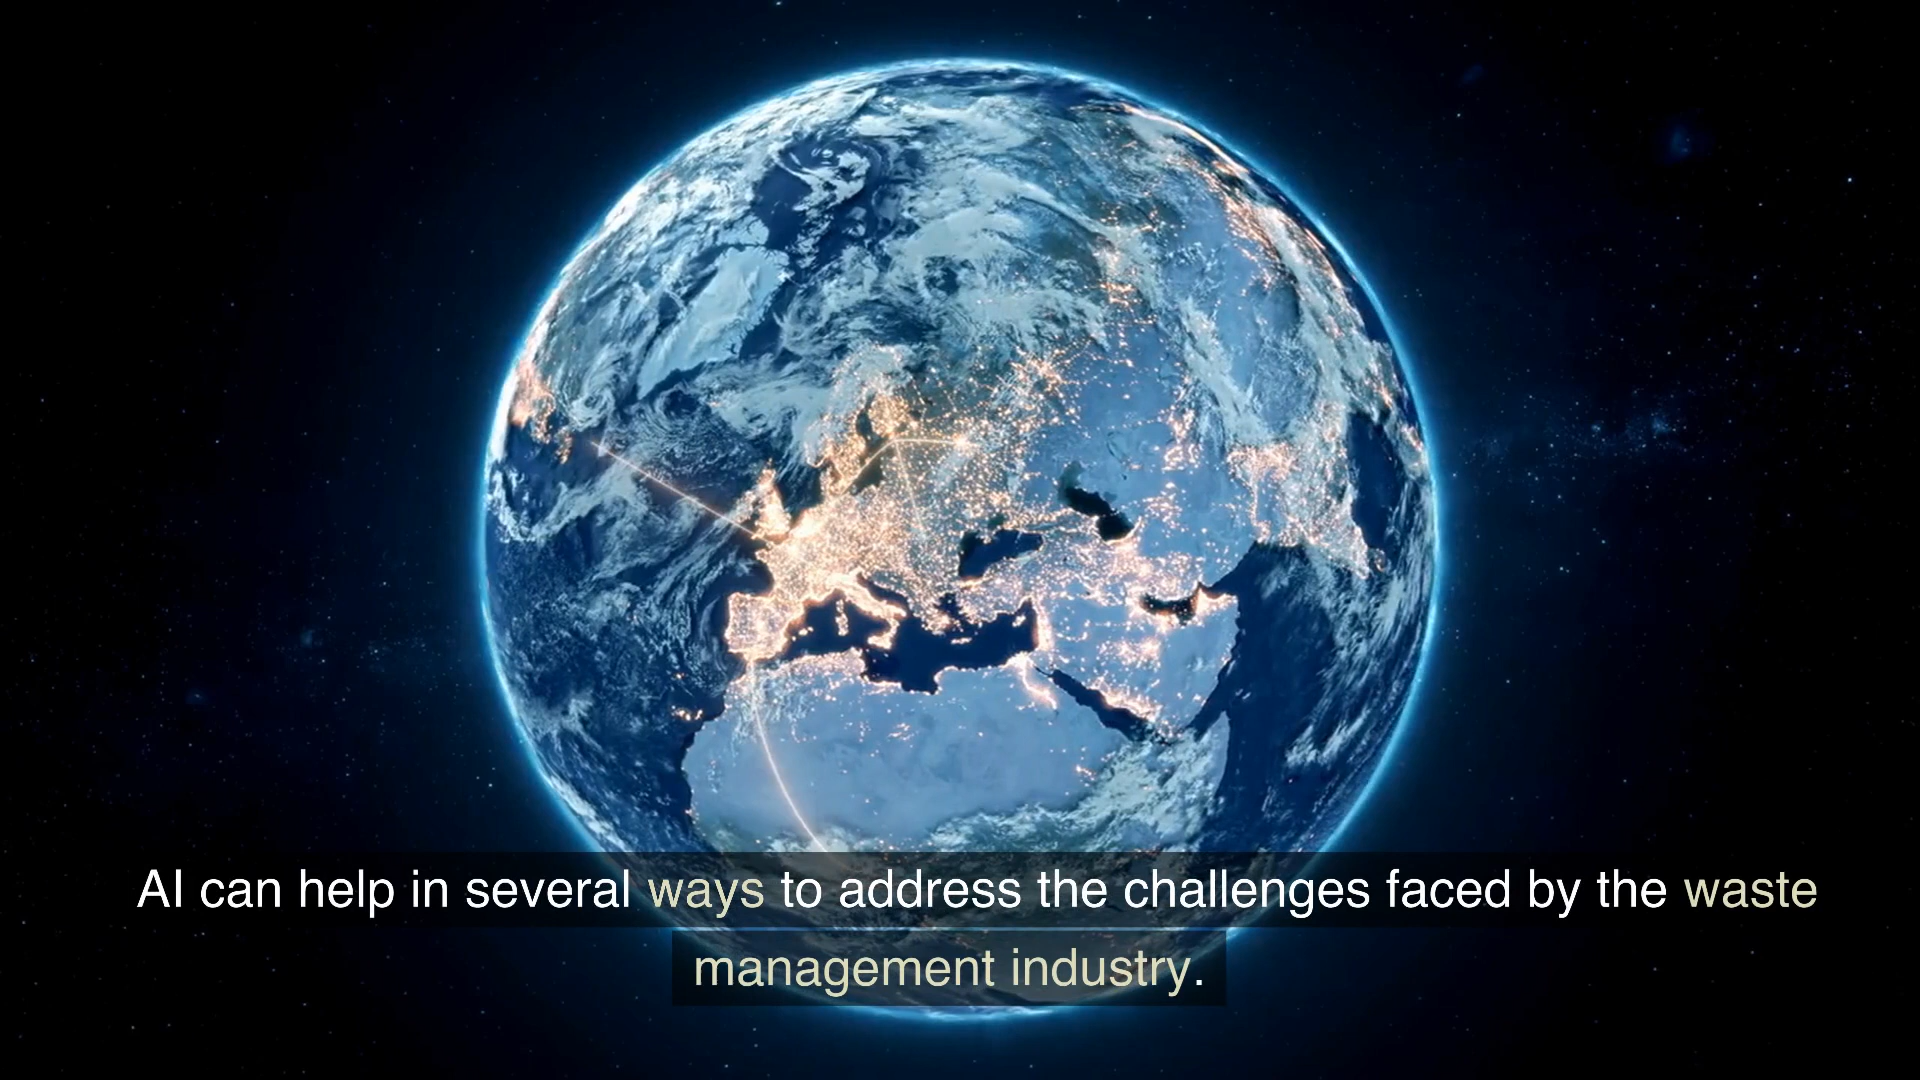 AI can help in several ways to address the challenges faced by the waste
management industry.